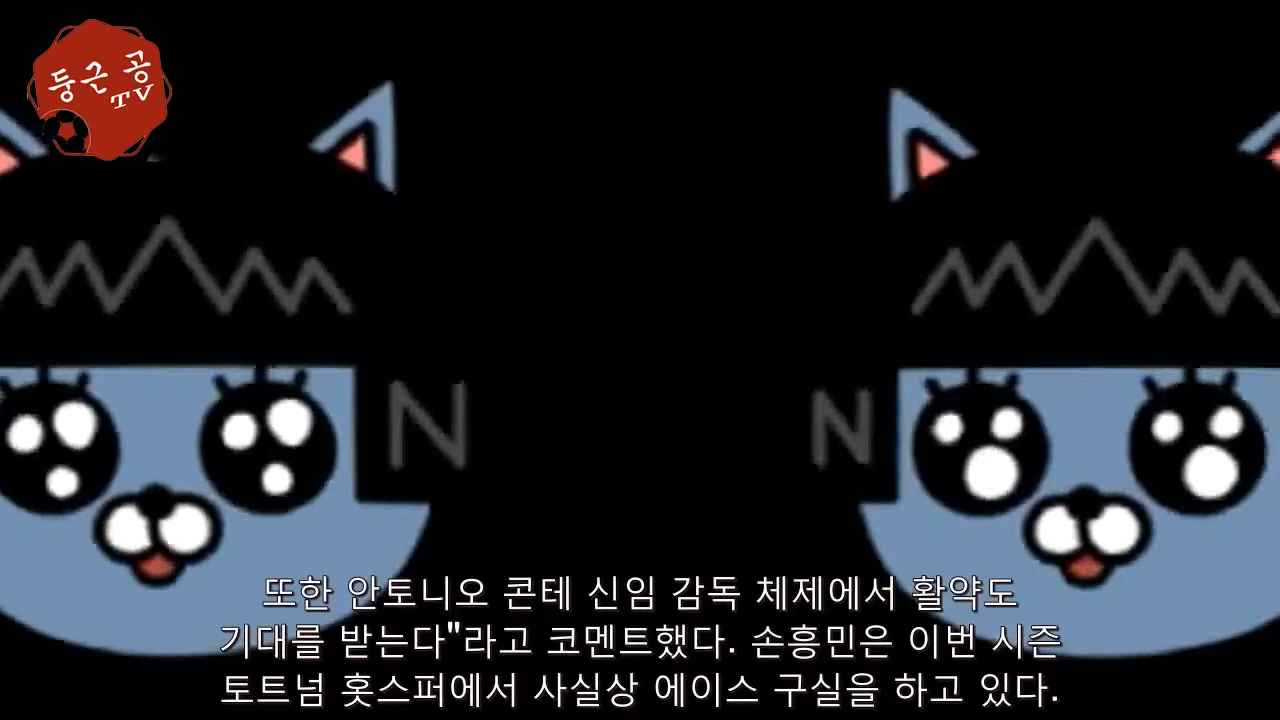 둥근 공
TV
N
N
또한 안토니오 콘테 신임 감독 체제에서 활약도
기대를 받는다"라고 코멘트했다. 손흥민은 이번 시즌
토트넘 홋스퍼에서 사실상 에이스 구실을 하고 있다.